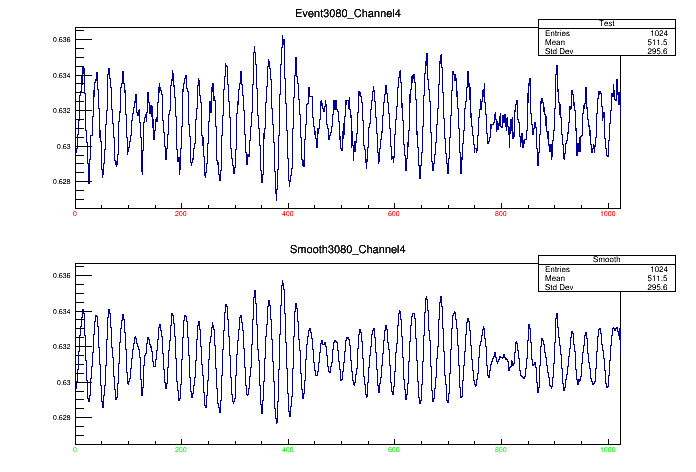 Event3080_Channel4
Test
Entries 1024
Mean 511.5
Std Dev 295.6
0.636
0.634
0.632
0.63
0.628
0 200 400 600 800 1000
Smooth3080_Channel4
Smooth
Entries 1024
Mean 511.5
Std Dev 295.6
0.636
0.634
0.632
0.63
0.628
0 200 400 600 800 1000